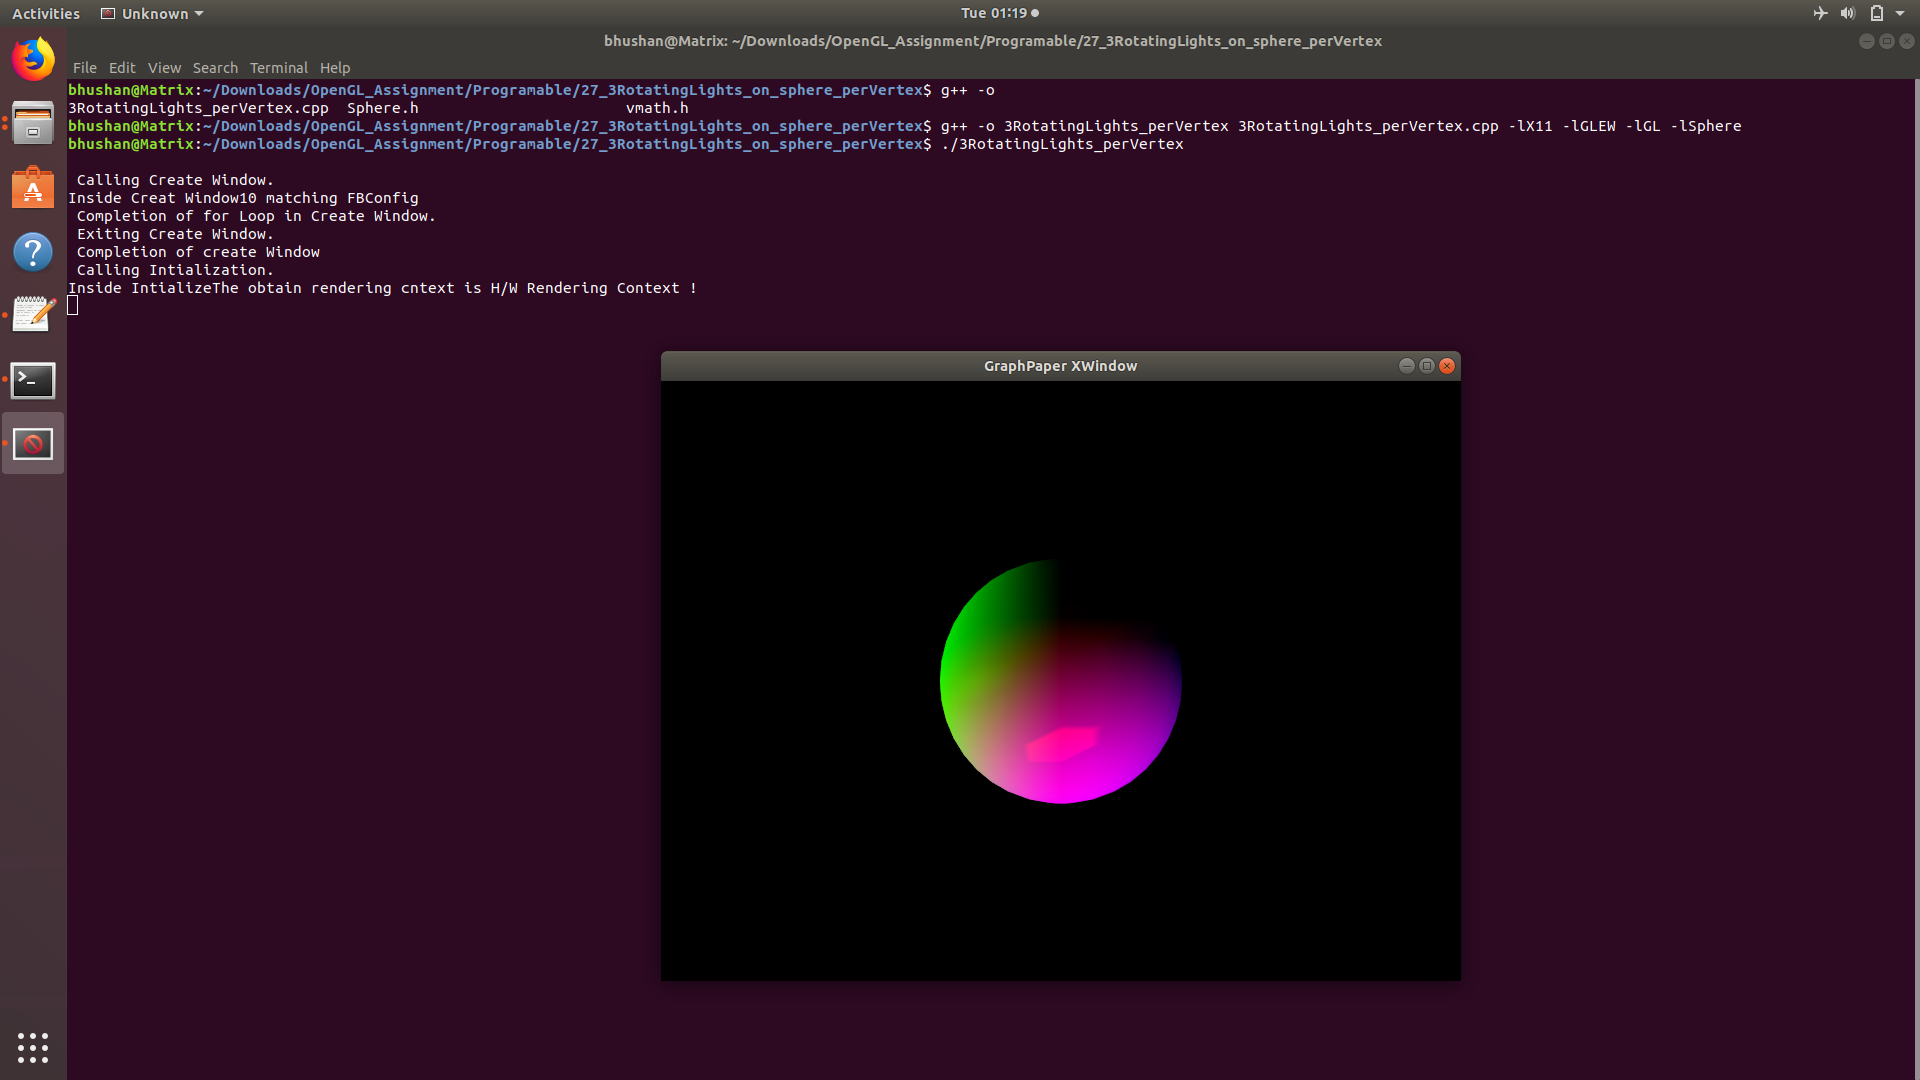 Activities Unknown Tue 01:19
bhushan@Matrix: ~/Downloads/OpenGL_Assignment/Programable/27_3RotatingLights_on_sphere_perVertex
File Edit View Search Terminal Help
bhushan@Matrix:~/Downloads/OpenGL_Assignment/Programable/27_3RotatingLights_on_sphere_perVertex$ g++ -o
3RotatingLights_perVertex.cpp Sphere.h vmath.h
bhushan@Matrix:~/Downloads/OpenGL_Assignment/Programable/27_3RotatingLights_on_sphere_perVertex$ g++ -o 3RotatingLights_perVertex 3RotatingLights_perVertex.cpp -lX11 -lGLEW -lGL -lSphere
bhushan@Matrix:~/Downloads/OpenGL_Assignment/Programable/27_3RotatingLights_on_sphere_perVertex$ ./3RotatingLights_perVertex
Calling Create Window.
Inside Creat Window10 matching FBConfig
Completion of for Loop in Create Window.
Exiting Create Window.
Completion of create Window
Calling Intialization.
Inside IntializeThe obtain rendering cntext is H/W Rendering Context !
GraphPaper XWindow